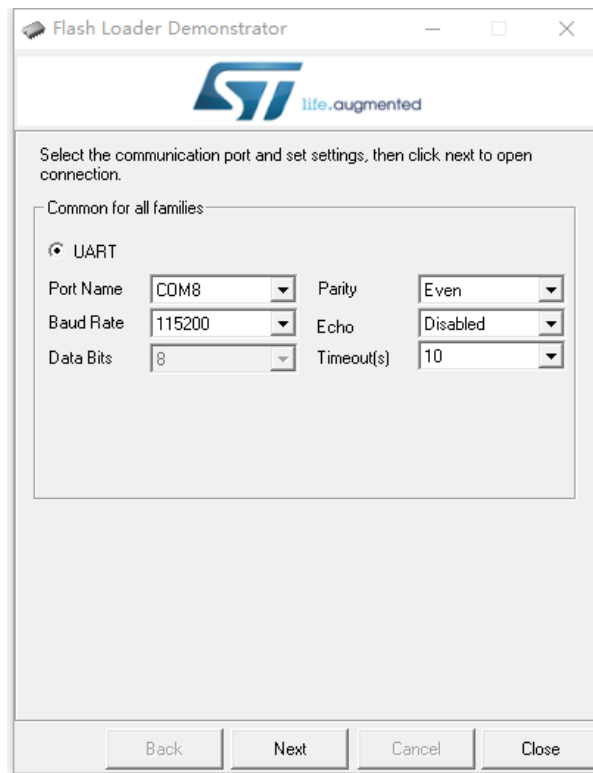 Flash Loader Demonstrator
ST life.augmented
Select the communication port and set settings, then click next to open
connection.
Common for all families
UART
Port Name COM8 Parity Even
Baud Rate 115200 Echo Disabled
Data Bits 8 Timeout(s) 10
Back Next Cancel Close